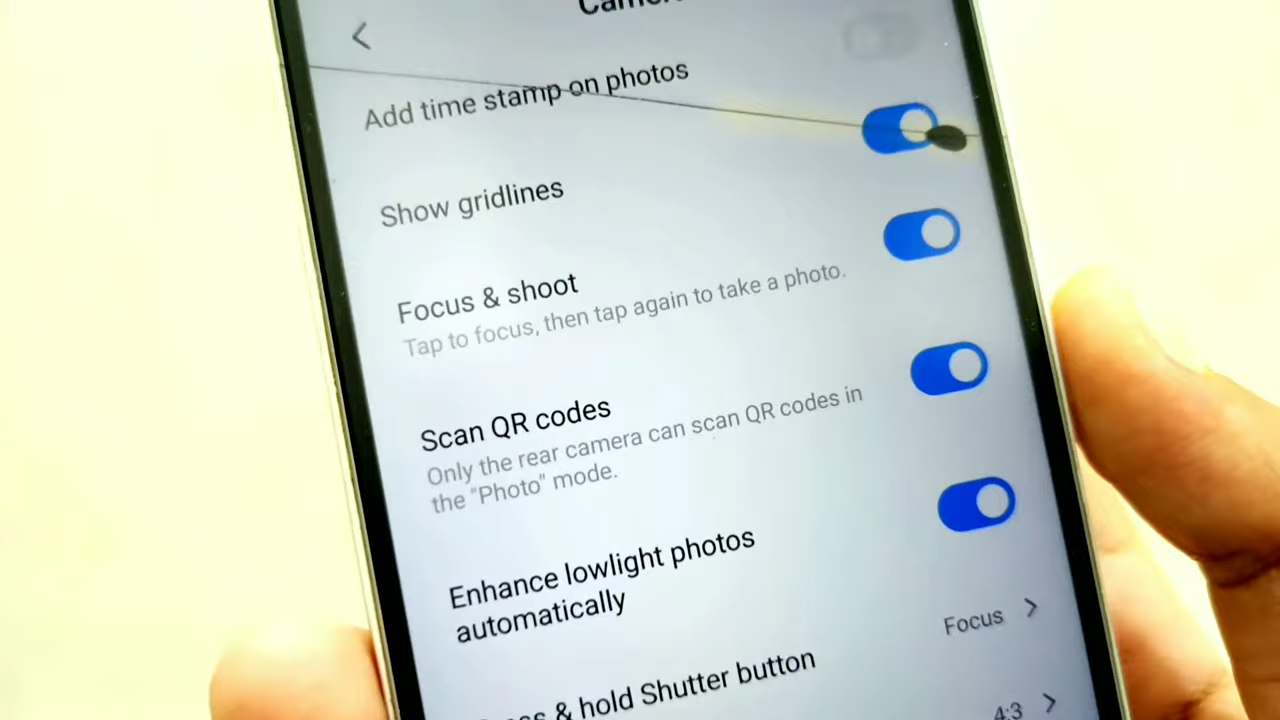 Add time stamp on photos
Show gridlines
Focus & shoot
Tap to focus, then tap again to take a photo.
Scan QR codes
Only the rear camera can scan QR codes in
the "Photo" mode.
Enhance lowlight photos
automatically
Focus
& hold Shutter button
4:3